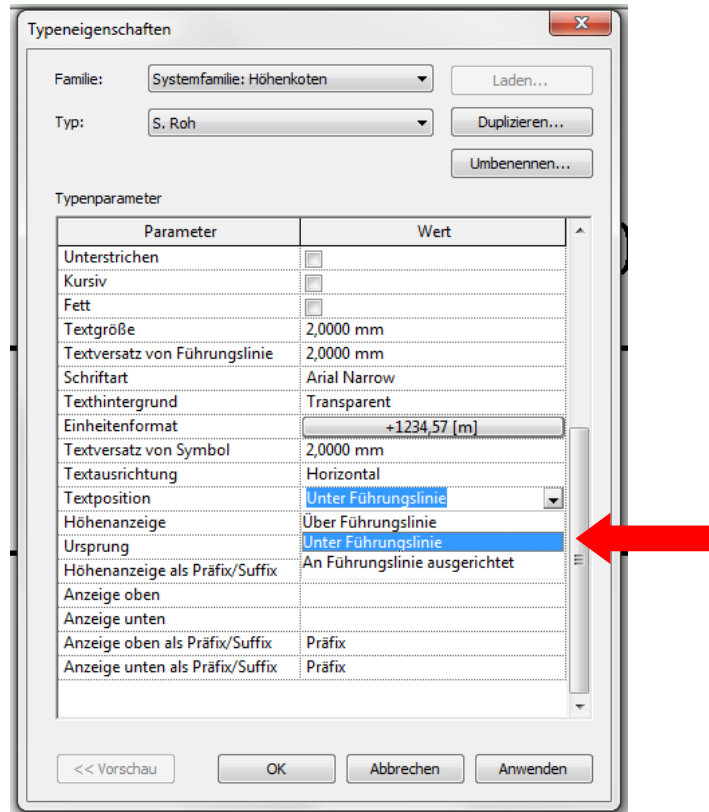 Typeneigenschaften
Familie: Systemfamilie: Höhenkoten Laden...
Typ: S. Roh Duplizieren...
Umbenennen...
Typenparameter
Parameter Wert
Unterstrichen
Kursiv
Fett
Textgröße 2,0000 mm
Textversatz von Führungslinie 2,0000 mm
Schriftart Arial Narrow
Texthintergrund Transparent
Einheitenformat +1234,57 [m]
Textversatz von Symbol 2,0000 mm
Textausrichtung Horizontal
Textposition Unter Führungslinie
Höhenanzeige Über Führungslinie
Ursprung Unter Führungslinie
Höhenanzeige als Präfix/Suffix An Führungslinie ausgerichtet
Anzeige oben
Anzeige unten
Anzeige oben als Präfix/Suffix Präfix
Anzeige unten als Präfix/Suffix Präfix
<< Vorschau OK Abbrechen Anwenden